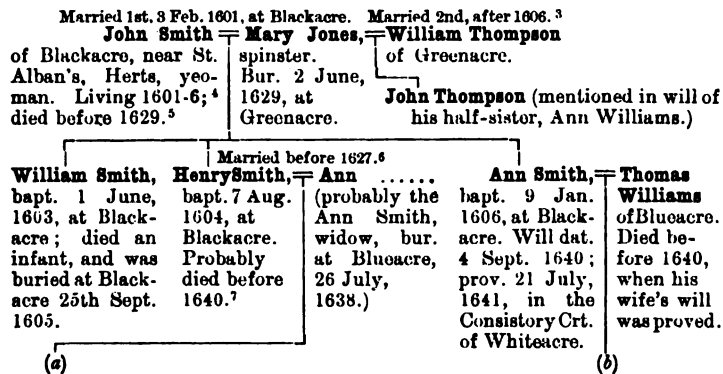 Married 1st, 3 Feb. 1601, at Blackacre. Married 2nd, after 1606. ³
John Smith = Mary Jones, = William Thompson
of Blackacre, near St. Alban's, Herts, yeo-
man. Living 1601-6;⁴
died before 1629.⁵
spinster.
Bur. 2 June,
1629, at
Greenacre.
of Greenacre.
John Thompson (mentioned in will of
his half-sister, Ann Williams.)
Married before 1627.⁶
William Smith,
bapt. 1 June,
1603, at Black-
acre; died an
infant, and was
buried at Black-
acre 25th Sept.
1605.
Henry Smith, =
bapt. 7 Aug.
1604, at
Blackacre.
Probably
died before
1640.⁷
Ann ......
(probably the
Ann Smith,
widow, bur.
at Blueacre,
26 July,
1638.)
Ann Smith, =
bapt. 9 Jan.
1606, at Black-
acre. Will dat.
4 Sept. 1640;
prov. 21 July,
1641, in the
Consistory Crt.
of Whiteacre.
Thomas
Williams
of Blueacre.
Died be-
fore 1640,
when his
wife's will
was proved.
(a)
(b)